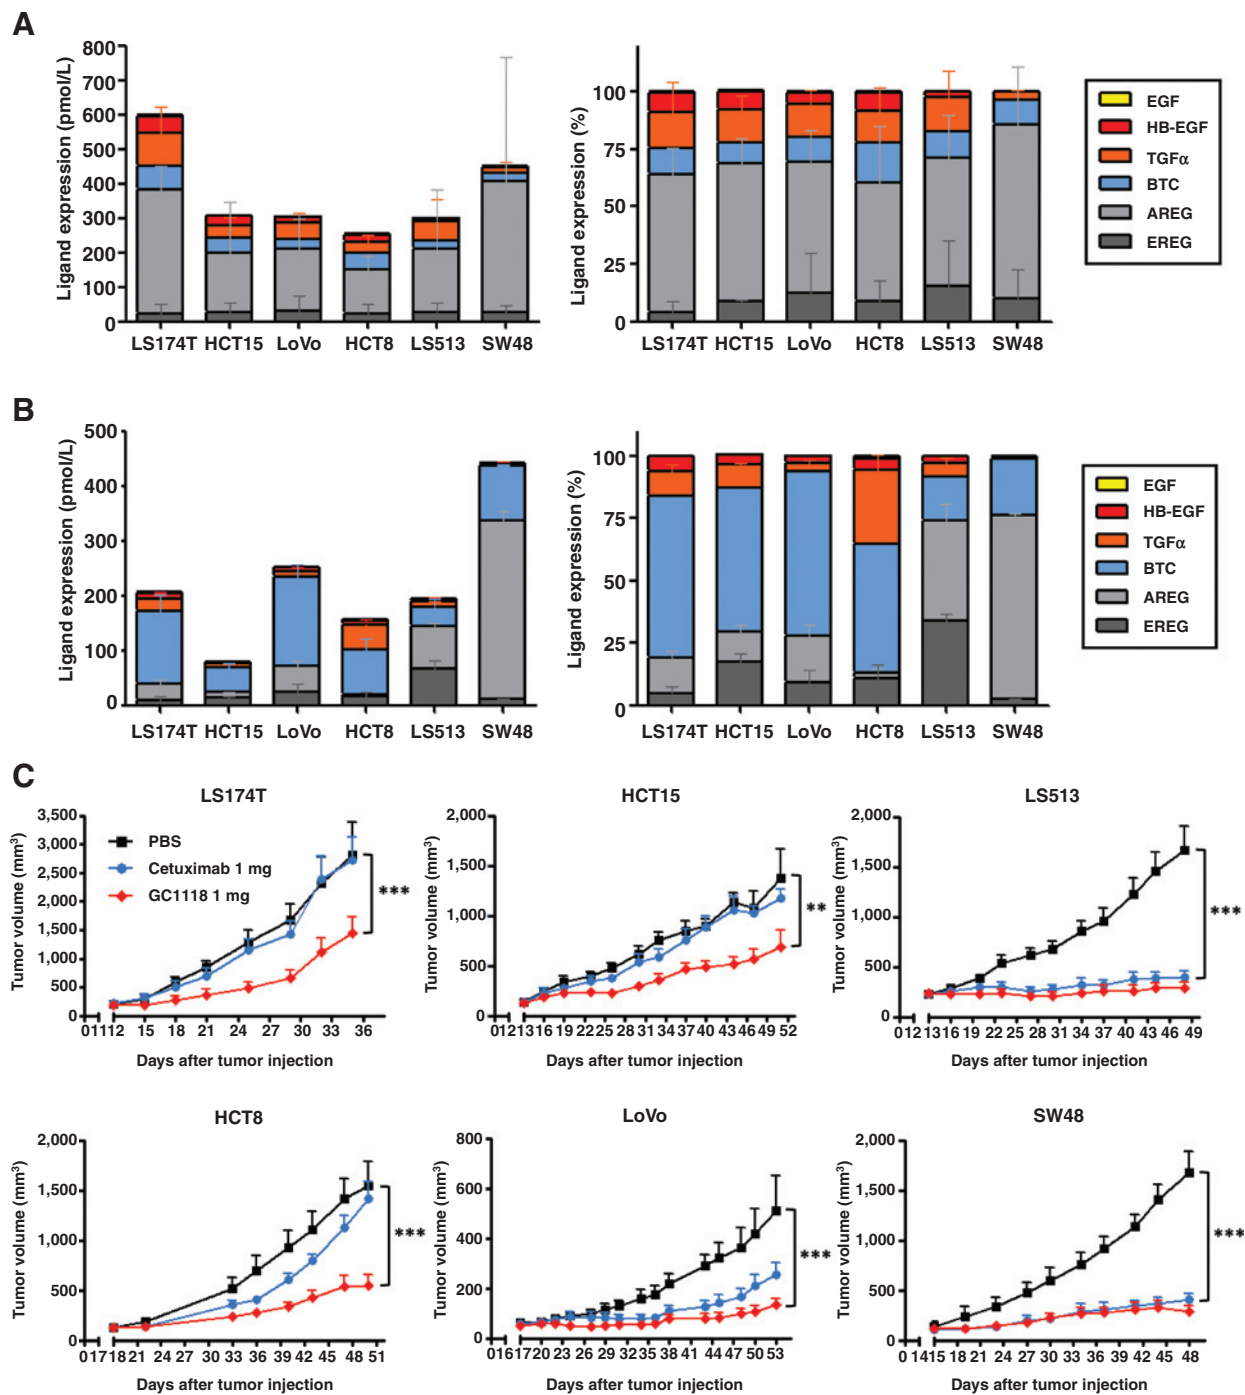 A
Ligand expression (pmol/L)
800
700
600
500
400
300
200
100
0
LS174T HCT15 LoVo HCT8 LS513 SW48
Ligand expression (%)
100
75
50
25
0
LS174T HCT15 LoVo HCT8 LS513 SW48
EGF
HB-EGF
TGFα
BTC
AREG
EREG
B
Ligand expression (pmol/L)
500
400
300
200
100
0
LS174T HCT15 LoVo HCT8 LS513 SW48
Ligand expression (%)
100
75
50
25
0
LS174T HCT15 LoVo HCT8 LS513 SW48
EGF
HB-EGF
TGFα
BTC
AREG
EREG
C
LS174T
Tumor volume (mm³)
3,500
3,000
2,500
2,000
1,500
1,000
500
0
PBS
Cetuximab 1 mg
GC1118 1 mg
***
01112 15 18 21 24 27 30 33 36
Days after tumor injection
HCT15
Tumor volume (mm³)
2,000
1,500
1,000
500
0
**
012 13 16 19 22 25 28 31 34 37 40 43 46 49 52
Days after tumor injection
LS513
Tumor volume (mm³)
2,000
1,500
1,000
500
0
***
0 12 13 16 19 22 25 28 31 34 37 40 43 46 49
Days after tumor injection
HCT8
Tumor volume (mm³)
2,000
1,500
1,000
500
0
***
0 1718 21 24 27 30 33 36 39 42 45 48 51
Days after tumor injection
LoVo
Tumor volume (mm³)
800
600
400
200
0
***
01617 20 23 26 29 32 35 38 41 44 47 50 53
Days after tumor injection
SW48
Tumor volume (mm³)
2,000
1,500
1,000
500
0
***
0 1415 18 21 24 27 30 33 36 39 42 45 48
Days after tumor injection